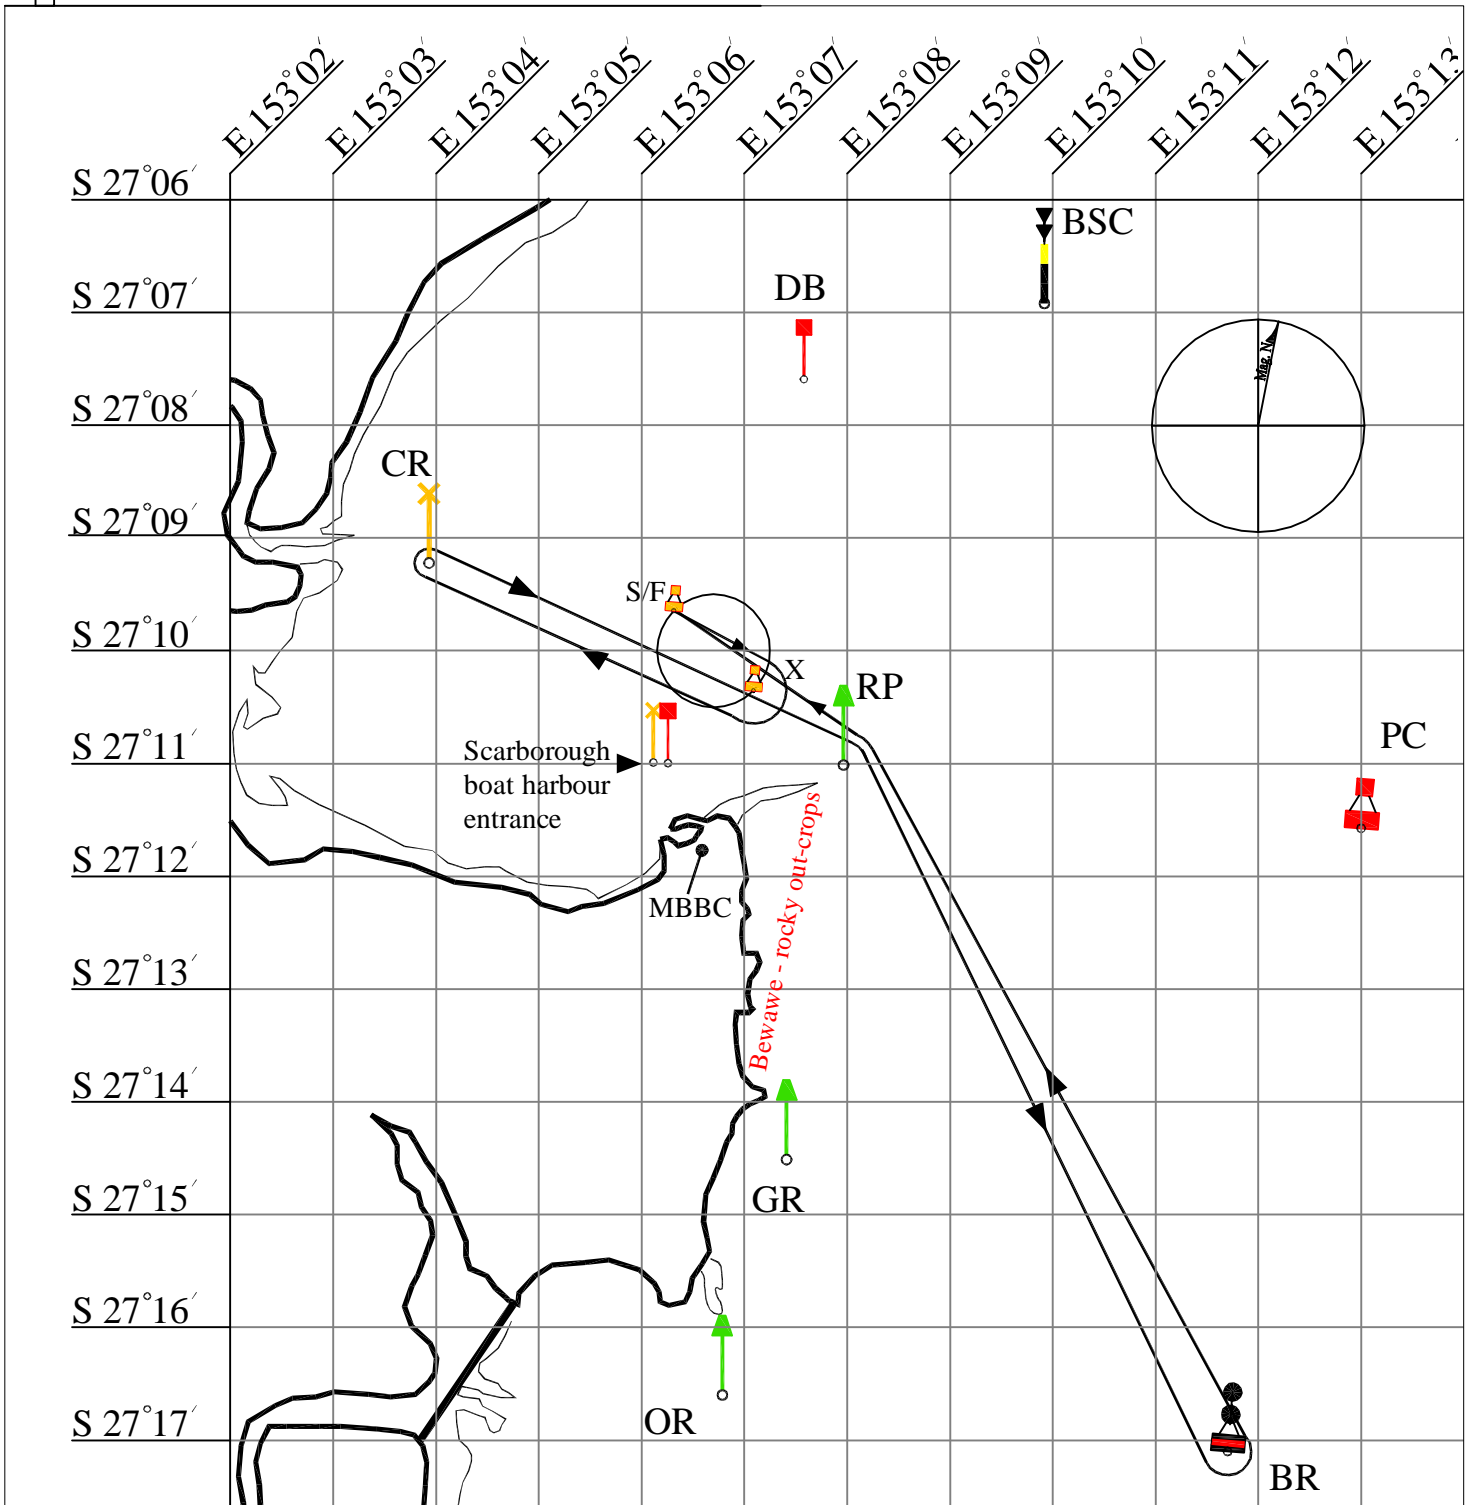 E 153°02′
E 153°03′
E 153°04′
E 153°05′
E 153°06′
E 153°07′
E 153°08′
E 153°09′
E 153°10′
E 153°11′
E 153°12′
E 153°13′
S 27°06′
BSC
S 27°07′
DB
Mag. N
S 27°08′
CR
S 27°09′
S/F
S 27°10′
X
RP
S 27°11′
PC
Scarborough
boat harbour
entrance
S 27°12′
MBBC
Bewawe - rocky out-crops
S 27°13′
S 27°14′
S 27°15′
GR
S 27°16′
OR
S 27°17′
BR